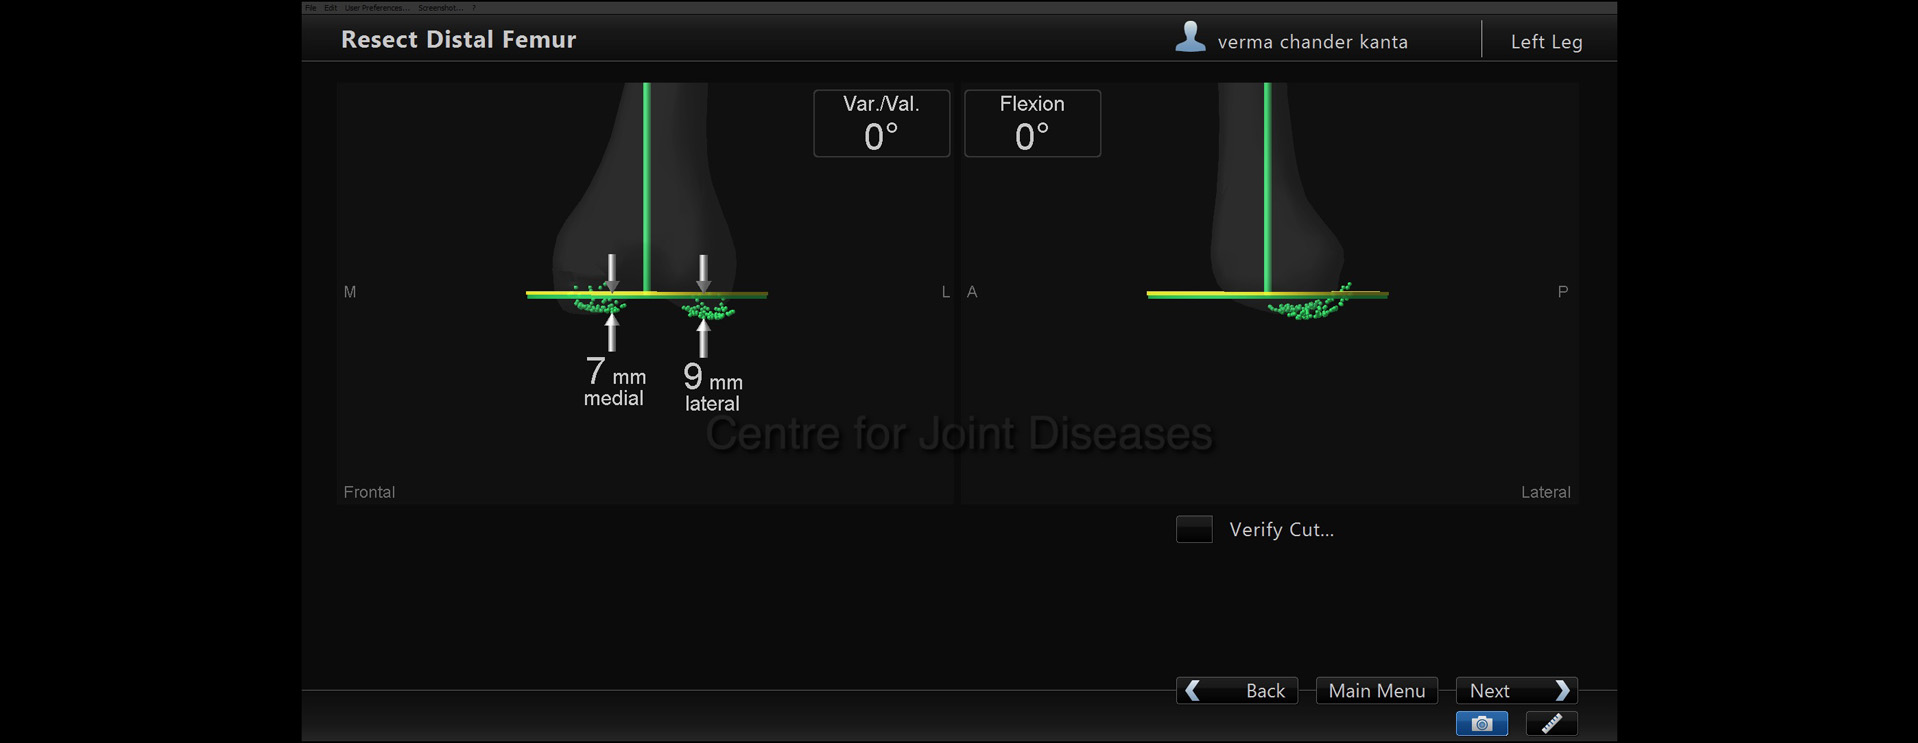 File Edit User Preferences... Screenshot... ?
Resect Distal Femur
verma chander kanta
Left Leg
Var./Val.
0°
Flexion
0°
M
L
A
P
7 mm
medial
9 mm
lateral
Centre for Joint Diseases
Frontal
Lateral
Verify Cut...
Back
Main Menu
Next